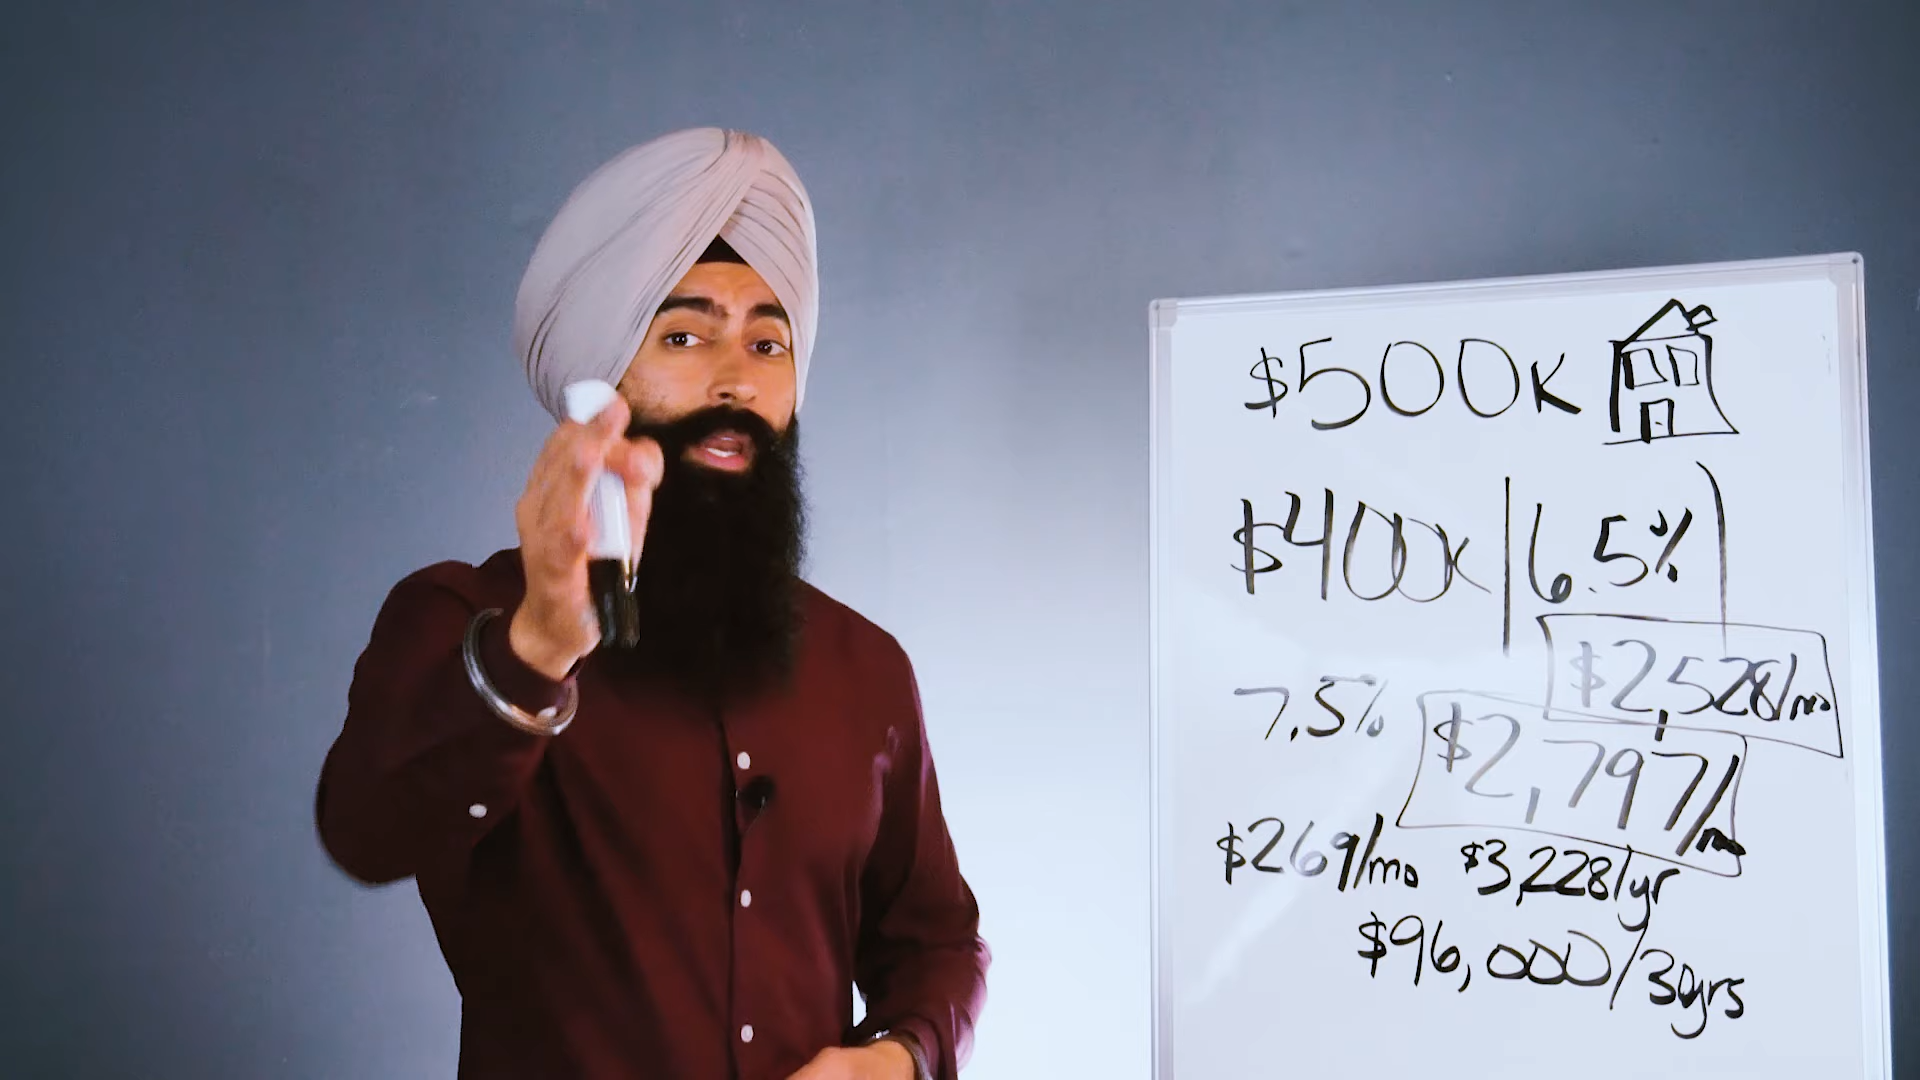 $500K
$400K 6.5%
$2,528/mo
7.5% $2,797/mo
$269/mo $3,228/yr
$96,000/30yrs